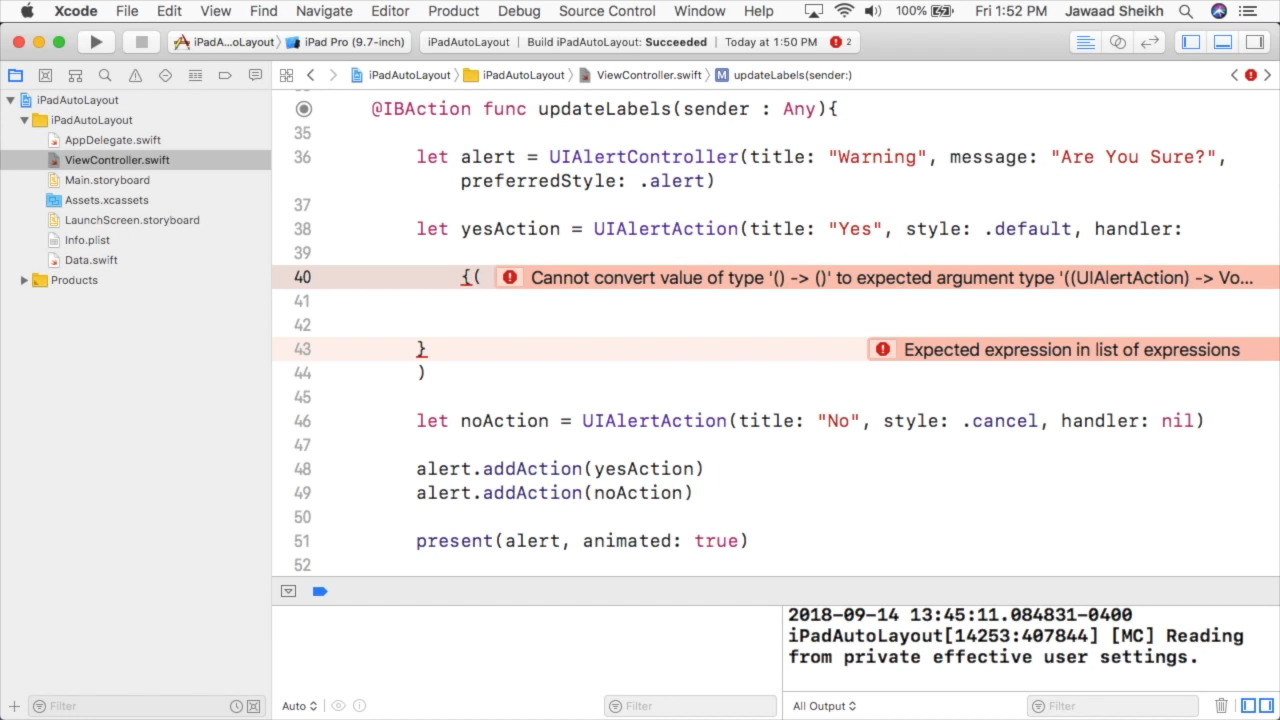 Xcode File Edit View Find Navigate Editor Product Debug Source Control Window Help 100% Fri 1:52 PM Jawaad Sheikh
iPadA...oLayout iPad Pro (9.7-inch) iPadAutoLayout | Build iPadAutoLayout: Succeeded | Today at 1:50 PM 2
iPadAutoLayout iPadAutoLayout ViewController.swift M updateLabels(sender:)
iPadAutoLayout
iPadAutoLayout
AppDelegate.swift
ViewController.swift
Main.storyboard
Assets.xcassets
LaunchScreen.storyboard
Info.plist
Data.swift
Products
@IBAction func updateLabels(sender : Any){
35
36 let alert = UIAlertController(title: "Warning", message: "Are You Sure?",
preferredStyle: .alert)
37
38 let yesAction = UIAlertAction(title: "Yes", style: .default, handler:
39
40 {( Cannot convert value of type '() -> ()' to expected argument type '((UIAlertAction) -> Vo...
41
42
43 } Expected expression in list of expressions
44 )
45
46 let noAction = UIAlertAction(title: "No", style: .cancel, handler: nil)
47
48 alert.addAction(yesAction)
49 alert.addAction(noAction)
50
51 present(alert, animated: true)
52
2018-09-14 13:45:11.084831-0400
iPadAutoLayout[14253:407844] [MC] Reading
from private effective user settings.
Filter Auto Filter All Output Filter